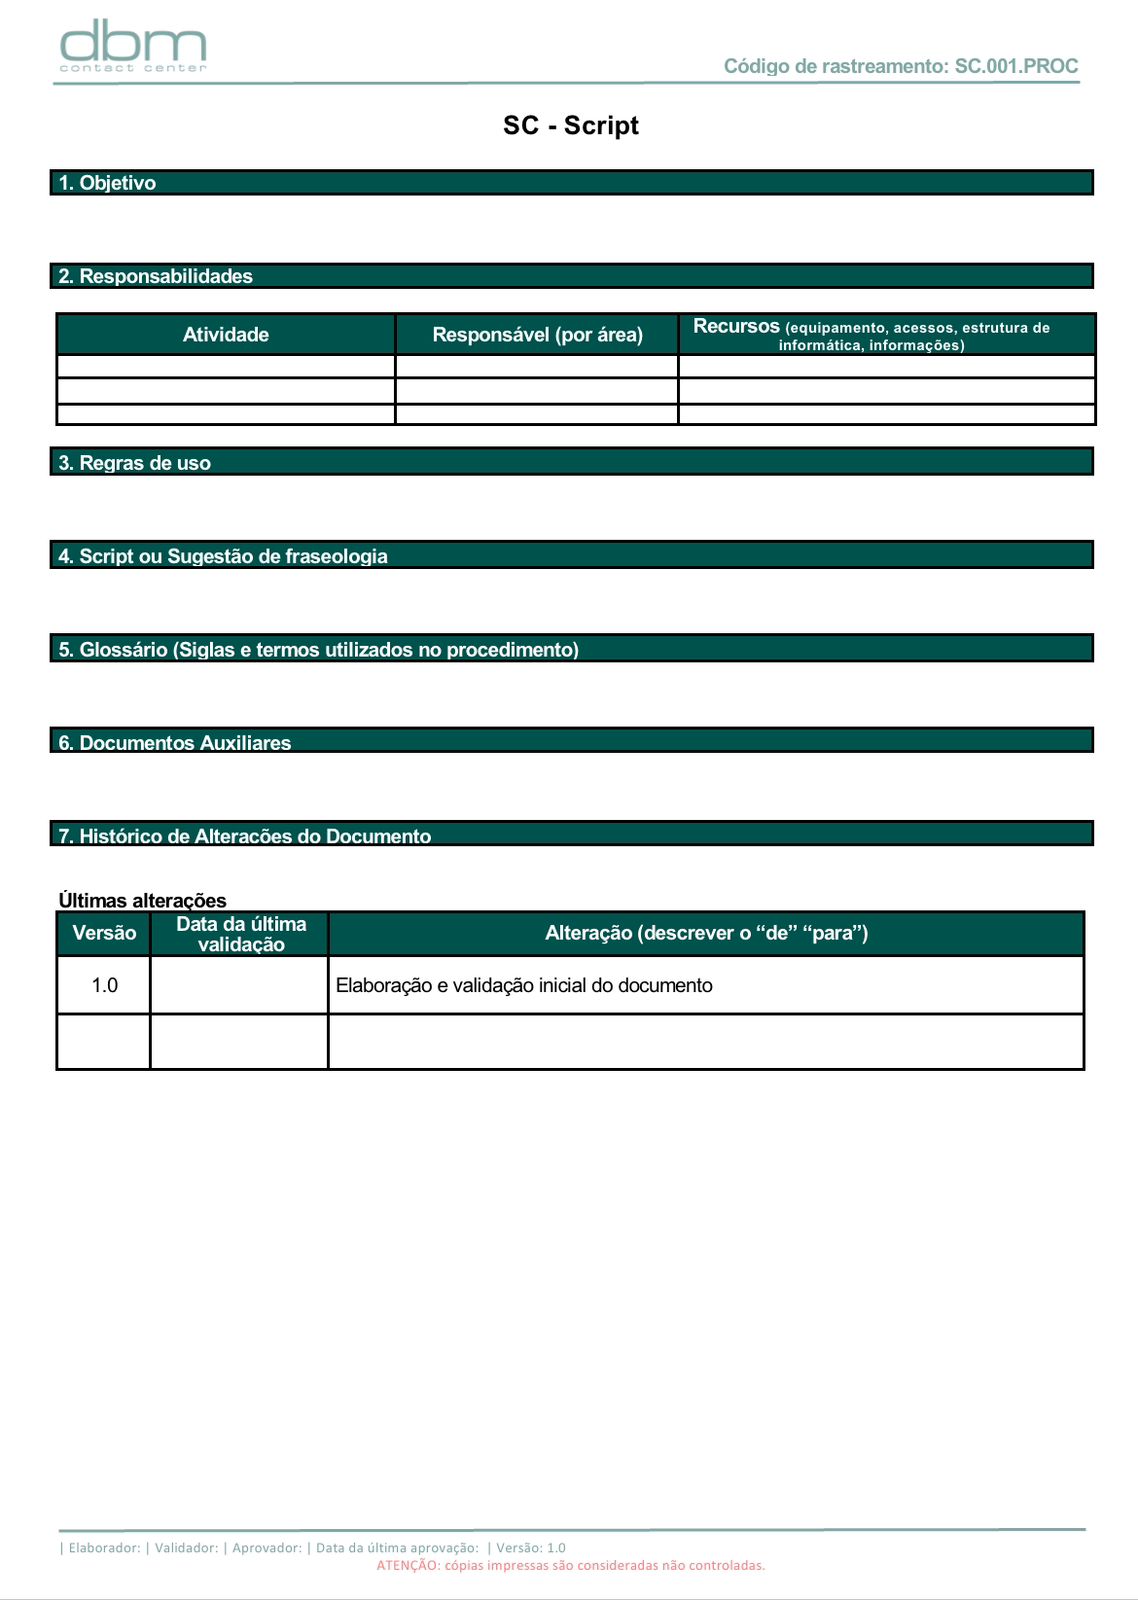 dbm
contact center
Código de rastreamento: SC.001.PROC
SC - Script
1. Objetivo
2. Responsabilidades
Atividade
Responsável (por área)
Recursos (equipamento, acessos, estrutura de
informática, informações)
3. Regras de uso
4. Script ou Sugestão de fraseologia
5. Glossário (Siglas e termos utilizados no procedimento)
6. Documentos Auxiliares
7. Histórico de Alterações do Documento
Últimas alterações
Versão
Data da última
validação
Alteração (descrever o “de” “para”)
1.0
Elaboração e validação inicial do documento
| Elaborador: | Validador: | Aprovador: | Data da última aprovação:  | Versão: 1.0
ATENÇÃO: cópias impressas são consideradas não controladas.